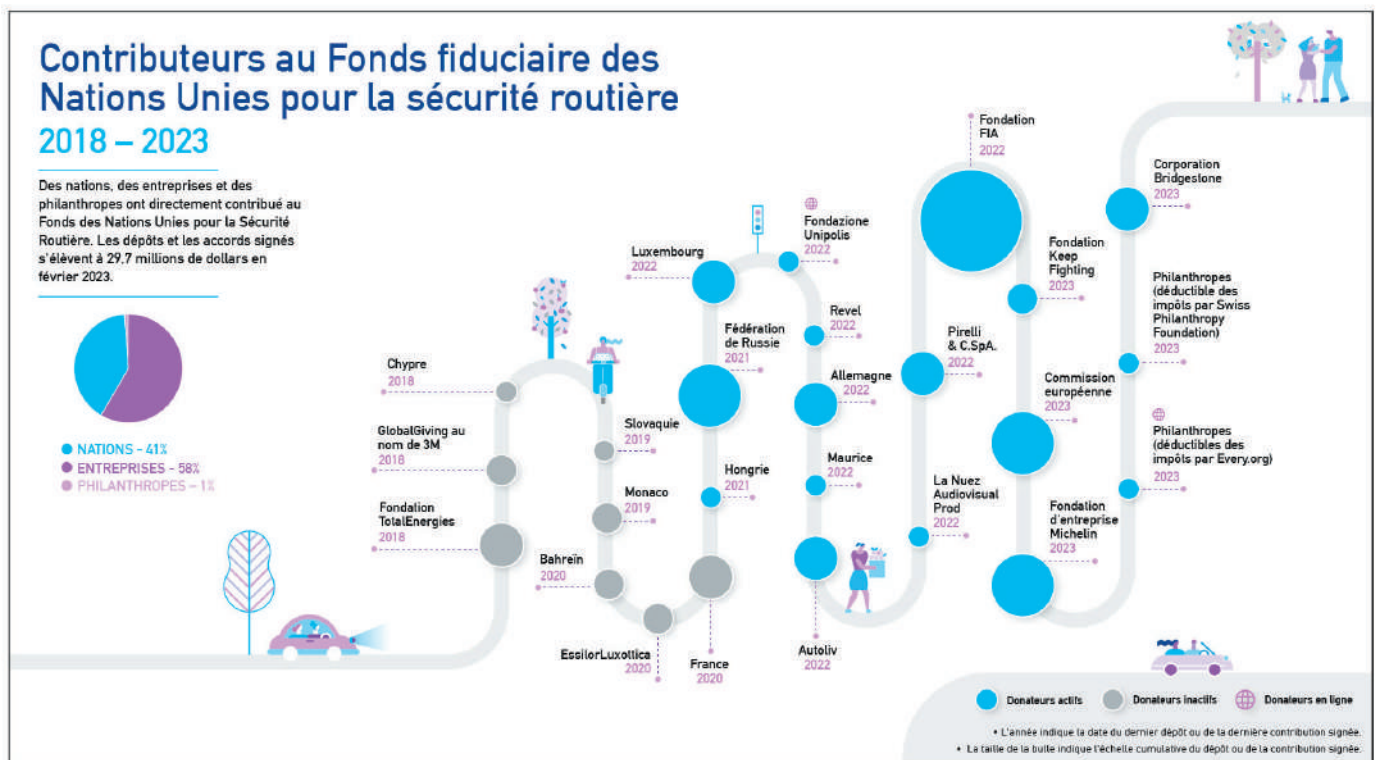 Contributeurs au Fonds fiduciaire des
Nations Unies pour la sécurité routière
2018 – 2023
Des nations, des entreprises et des
philanthropes ont directement contribué au
Fonds des Nations Unies pour la Sécurité
Routière. Les dépôts et les accords signés
s'élèvent à 29,7 millions de dollars en
février 2023.
NATIONS – 41%
ENTREPRISES – 58%
PHILANTHROPES – 1%
Chypre
2018
GlobalGiving au
nom de 3M
2018
Fondation
TotalEnergies
2018
Slovaquie
2019
Monaco
2019
Bahreïn
2020
EssilorLuxottica
2020
France
2020
Luxembourg
2022
Fédération
de Russie
2021
Hongrie
2021
Fondazione
Unipolis
2022
Revel
2022
Allemagne
2022
Maurice
2022
Autoliv
2022
Fondation
FIA
2022
Pirelli
& C.SpA.
2022
La Nuez
Audiovisual
Prod
2022
Fondation
Keep
Fighting
2023
Commission
européenne
2023
Fondation
d'entreprise
Michelin
2023
Corporation
Bridgestone
2023
Philanthropes
(déductible des
impôts par Swiss
Philanthropy
Foundation)
2023
Philanthropes
(déductibles des
impôts par Every.org)
2023
Donateurs actifs
Donateurs inactifs
Donateurs en ligne
• L'année indique la date du dernier dépôt ou de la dernière contribution signée.
• La taille de la bulle indique l'échelle cumulative du dépôt ou de la contribution signée.